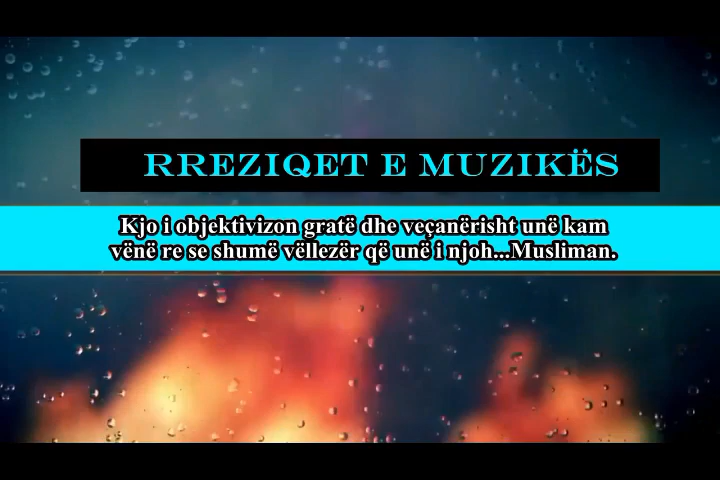 RREZIQET E MUZIKËS
Kjo i objektivizon gratë dhe veçanërisht unë kam
vënë re se shumë vëllezër që unë i njoh...Musliman.